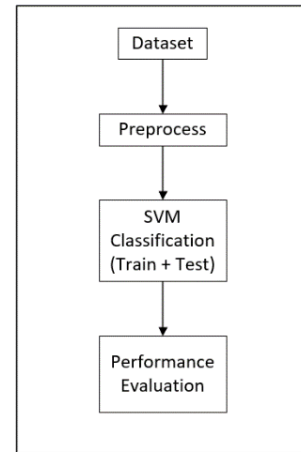 Dataset
Preprocess
SVM
Classification
(Train + Test)
Performance
Evaluation